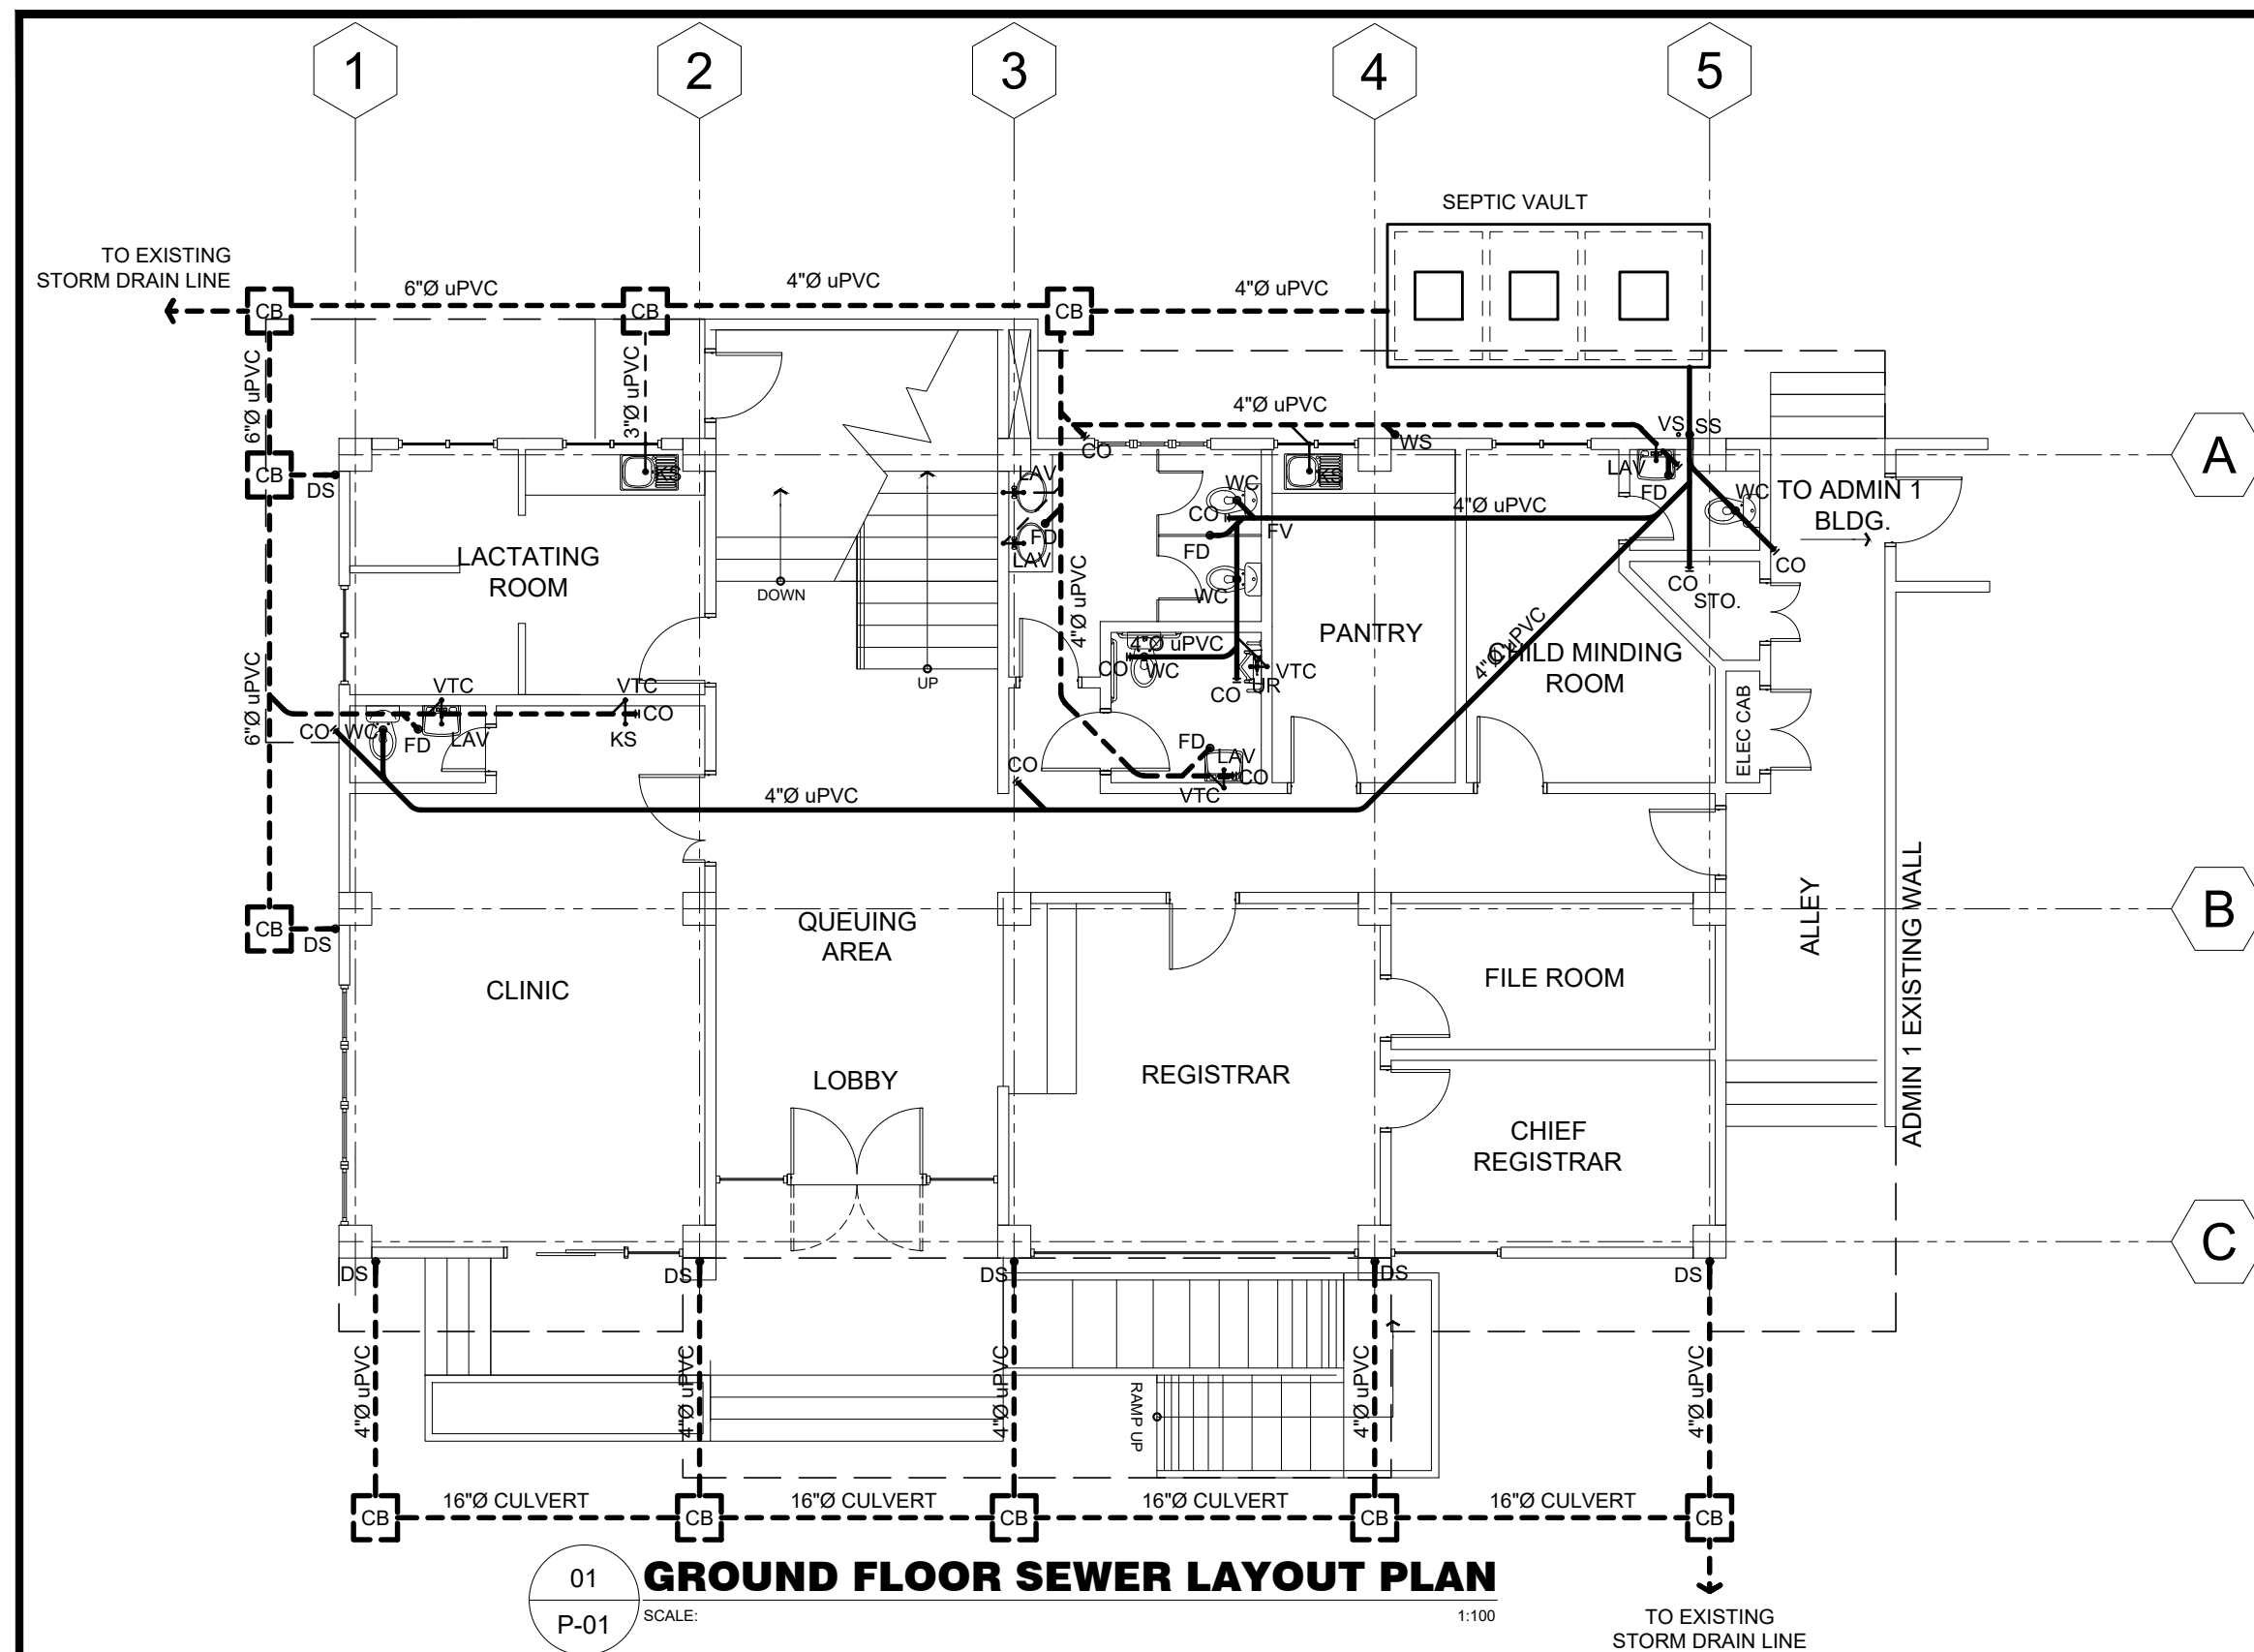 1
2
3
4
5
SEPTIC VAULT
TO EXISTING
STORM DRAIN LINE
6"Ø uPVC
4"Ø uPVC
4"Ø uPVC
CB
CB
CB
6"Ø uPVC
3"Ø uPVC
4"Ø uPVC
VS
SS
CO
WS
A
CB
DS
KS
LAV
WC
KS
LAV
FD
WC
TO ADMIN 1
BLDG.
CO
4"Ø uPVC
FV
FD
FD
LAV
LACTATING
ROOM
DOWN
CO
CO
WC
STO.
4"Ø uPVC
PANTRY
4"Ø uPVC
4"Ø uPVC
CHILD MINDING
ROOM
CO
WC
VTC
UR
CO
UP
6"Ø uPVC
VTC
VTC
CO
CO
WC
FD
LAV
KS
ELEC CAB
FD
LAV
CO
CO
VTC
4"Ø uPVC
CB
DS
QUEUING
AREA
ALLEY
ADMIN 1 EXISTING WALL
B
CLINIC
FILE ROOM
LOBBY
REGISTRAR
CHIEF
REGISTRAR
C
DS
DS
DS
DS
DS
4"Ø uPVC
4"Ø uPVC
4"Ø uPVC
4"Ø uPVC
4"Ø uPVC
RAMP UP
16"Ø CULVERT
16"Ø CULVERT
16"Ø CULVERT
16"Ø CULVERT
CB
CB
CB
CB
CB
01
P-01
GROUND FLOOR SEWER LAYOUT PLAN
SCALE:
1:100
TO EXISTING
STORM DRAIN LINE